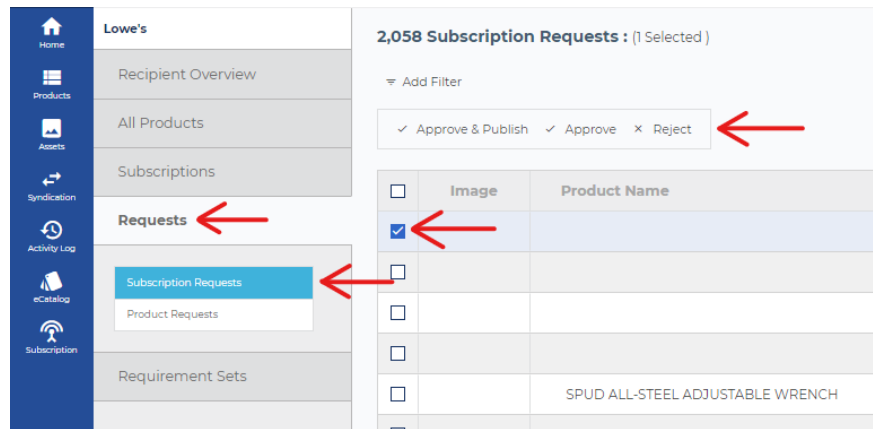 Home
Products
Assets
Syndication
Activity Log
eCatalog
Subscription
Lowe's
Recipient Overview
All Products
Subscriptions
Requests
Subscription Requests
Product Requests
Requirement Sets
2,058 Subscription Requests : (1 Selected )
Add Filter
Approve & Publish Approve Reject
Image Product Name
SPUD ALL-STEEL ADJUSTABLE WRENCH